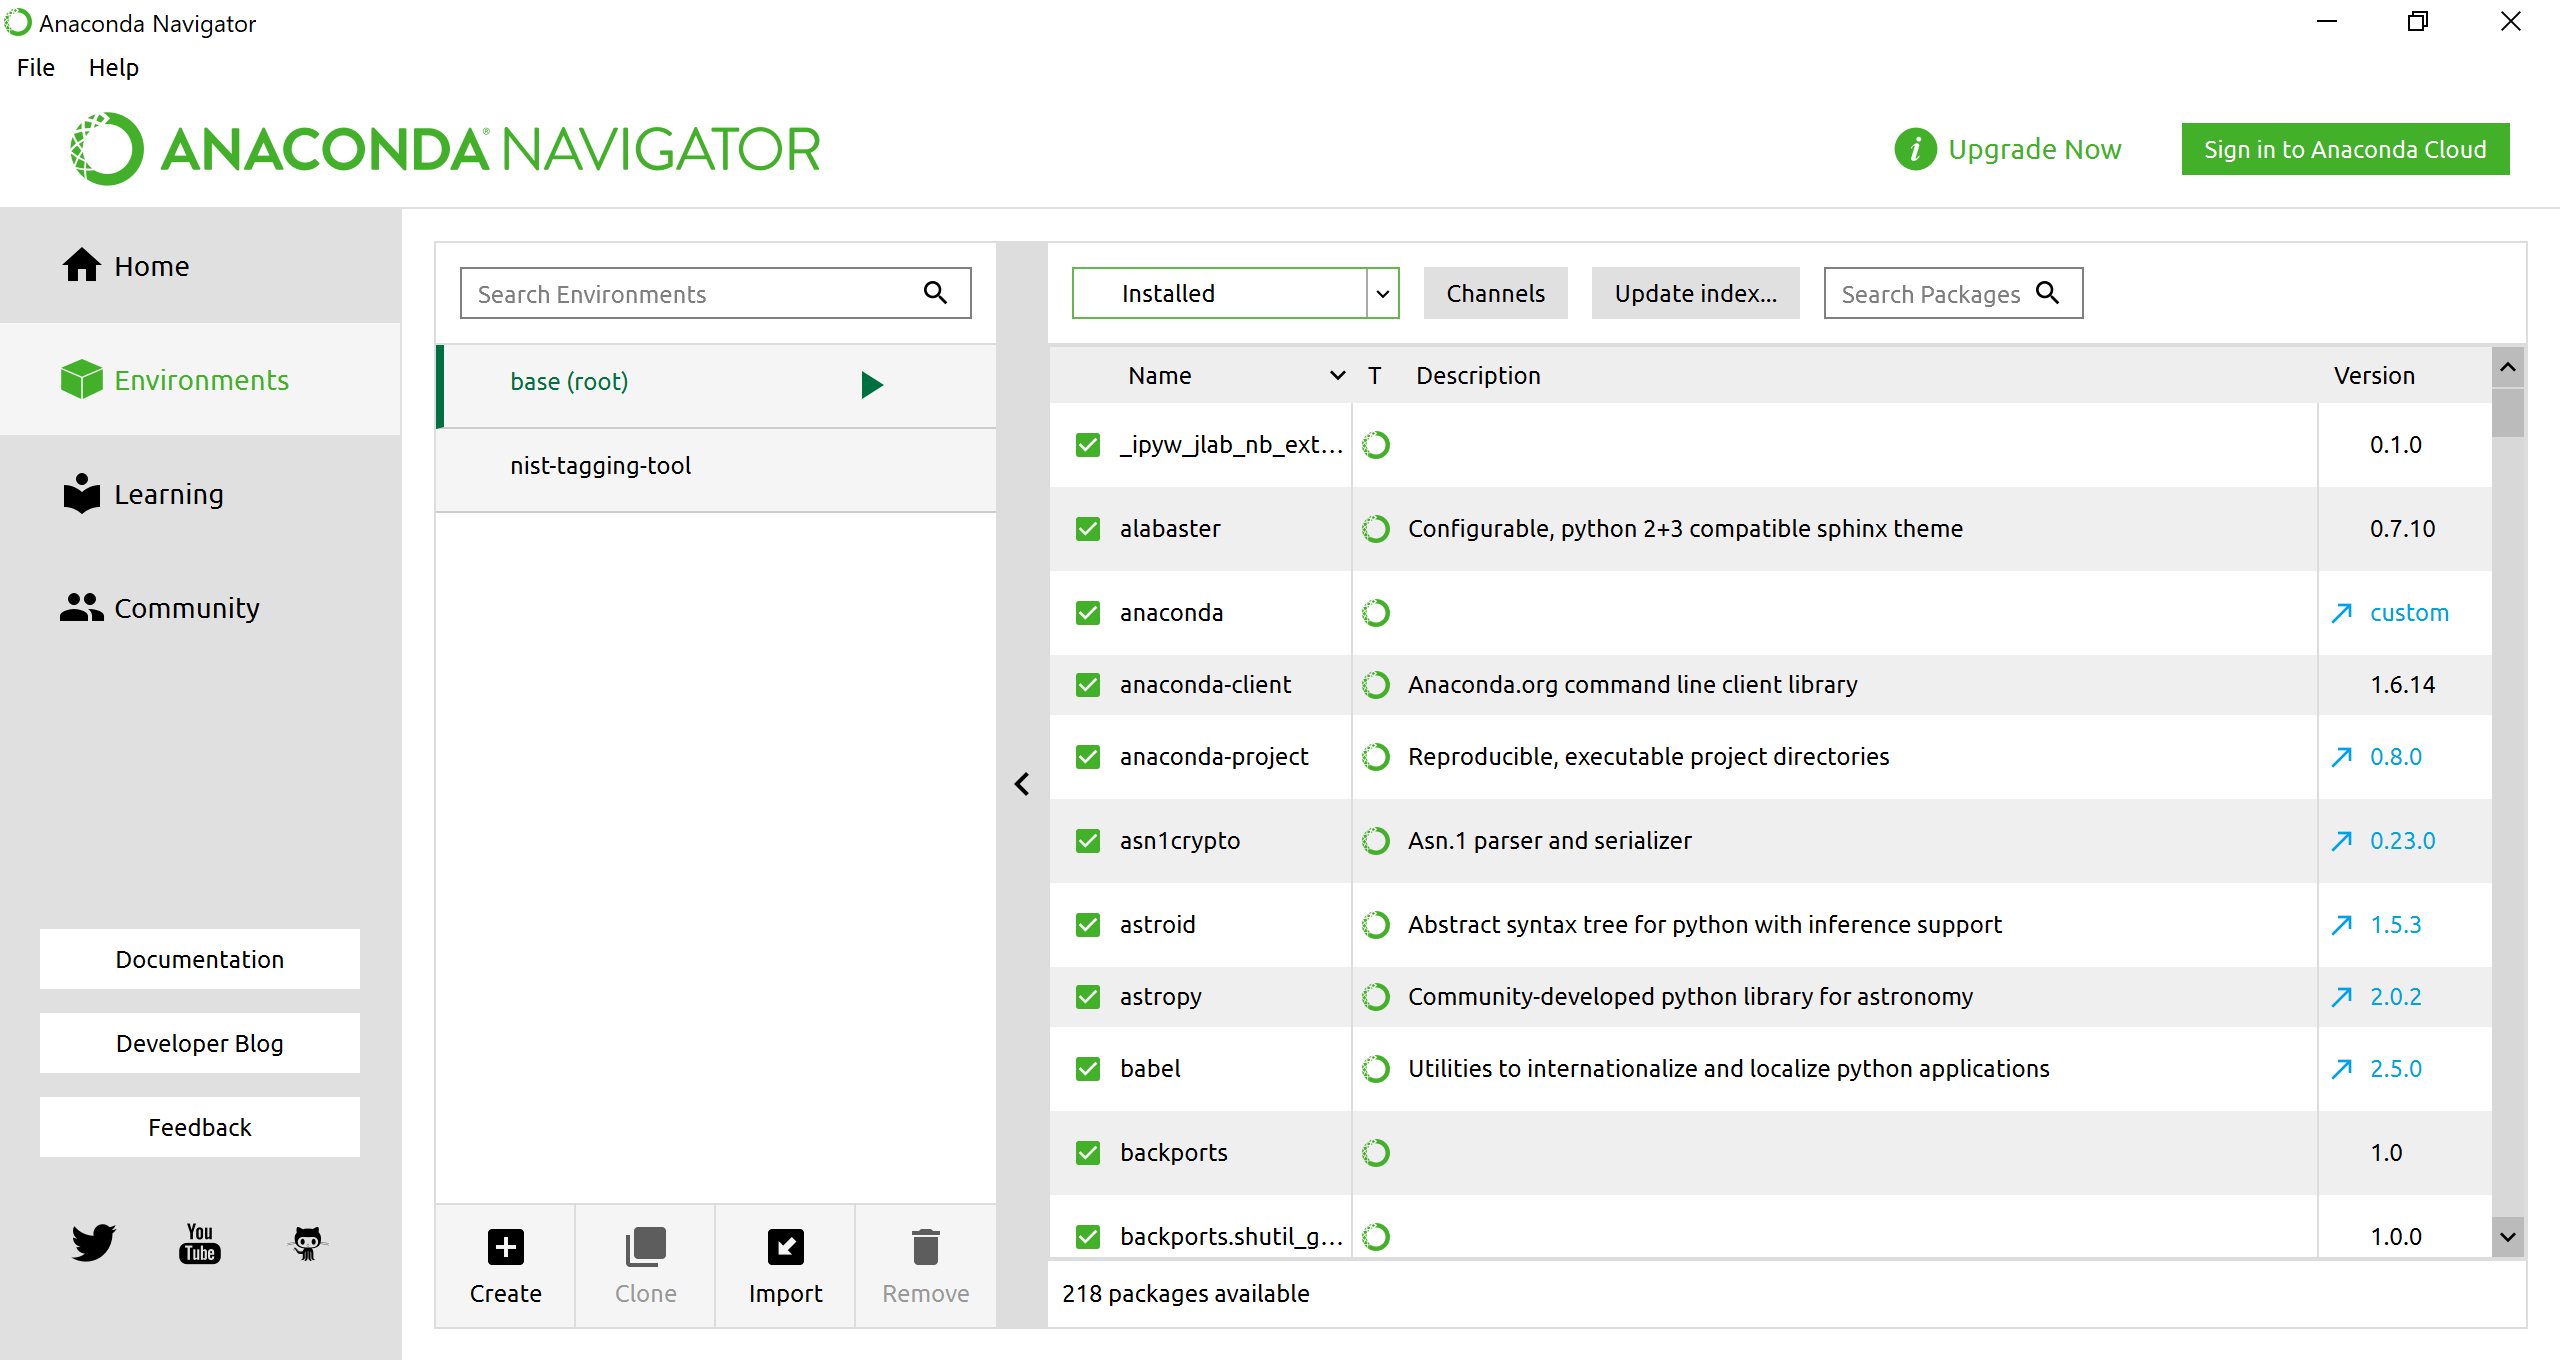 Anaconda Navigator
File Help
ANACONDA® NAVIGATOR
i Upgrade Now Sign in to Anaconda Cloud
Home
Environments
Learning
Community
Documentation
Developer Blog
Feedback
You Tube
Search Environments
base (root)
nist-tagging-tool
Create Clone Import Remove
Installed Channels Update index... Search Packages
Name T Description Version
_ipyw_jlab_nb_ext... 0.1.0
alabaster Configurable, python 2+3 compatible sphinx theme 0.7.10
anaconda custom
anaconda-client Anaconda.org command line client library 1.6.14
anaconda-project Reproducible, executable project directories 0.8.0
asn1crypto Asn.1 parser and serializer 0.23.0
astroid Abstract syntax tree for python with inference support 1.5.3
astropy Community-developed python library for astronomy 2.0.2
babel Utilities to internationalize and localize python applications 2.5.0
backports 1.0
backports.shutil_g... 1.0.0
218 packages available